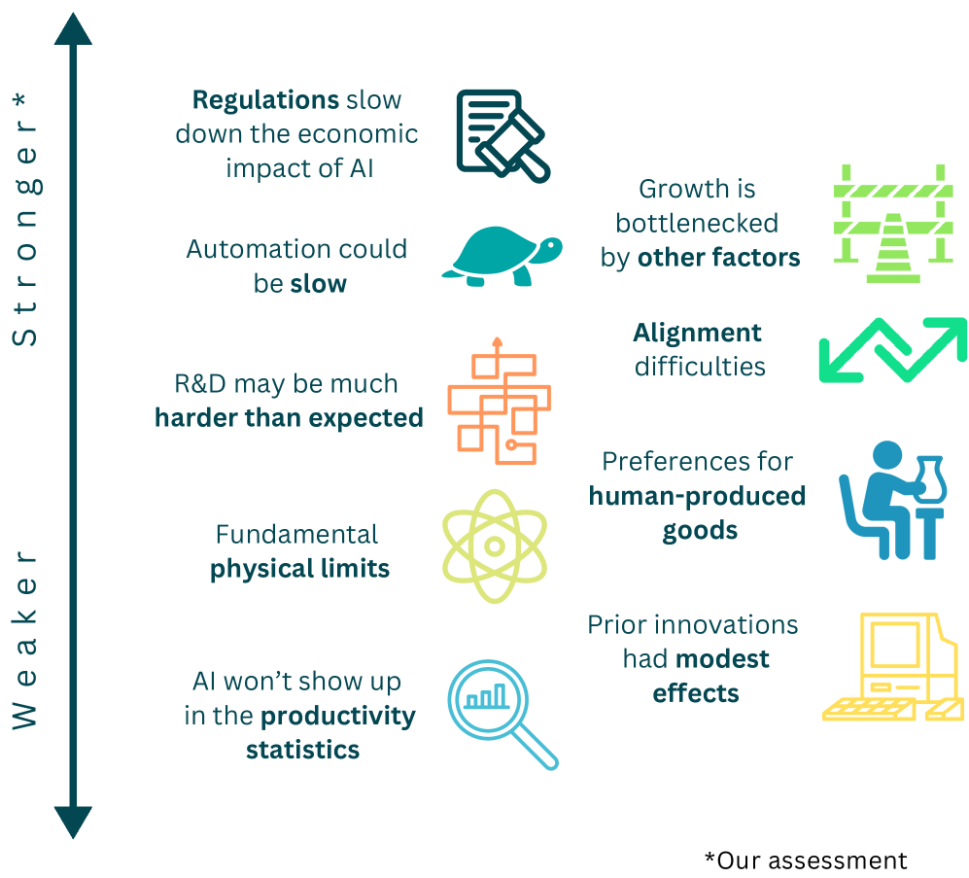 Stronger*
Weaker
Regulations slow
down the economic
impact of AI
Growth is
bottlenecked
by other factors
Automation could
be slow
Alignment
difficulties
R&D may be much
harder than expected
Preferences for
human-produced
goods
Fundamental
physical limits
Prior innovations
had modest
effects
AI won’t show up
in the productivity
statistics
*Our assessment